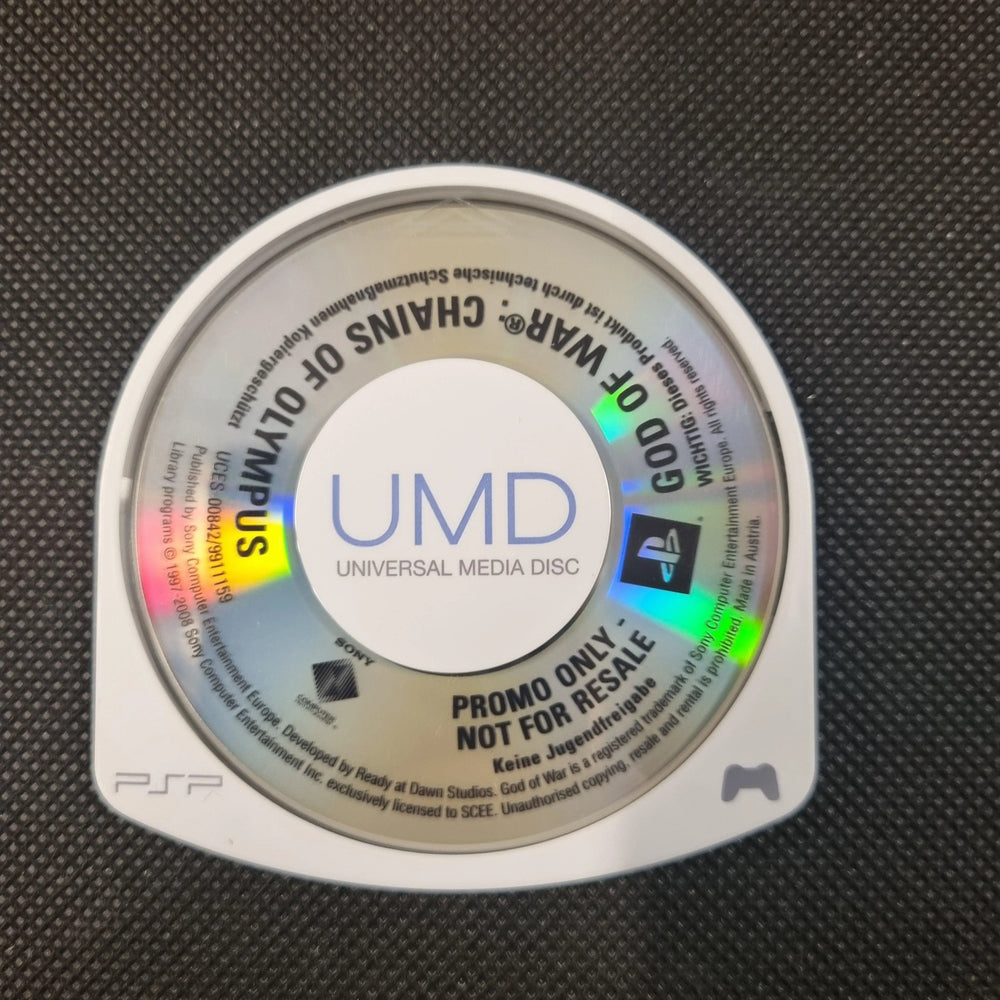 GOD OF WAR®: CHAINS OF OLYMPUS
WICHTIG: Dieses Produkt ist durch technische Schutzmaßnahmen Kopiergeschützt
UCES 00842/9911159
UMD
UNIVERSAL MEDIA DISC
SONY
COMPUTER
PROMO ONLY -
NOT FOR RESALE
Keine Jugendfreigabe
Published by Sony Computer Entertainment Europe. Developed by Ready at Dawn Studios. God of War is a registered trademark of Sony Computer Entertainment Europe. All rights reserved.
Library programs © 1997-2008 Sony Computer Entertainment Inc. exclusively licensed to SCEE. Unauthorised copying, resale and rental is prohibited. Made in Austria.
PSP